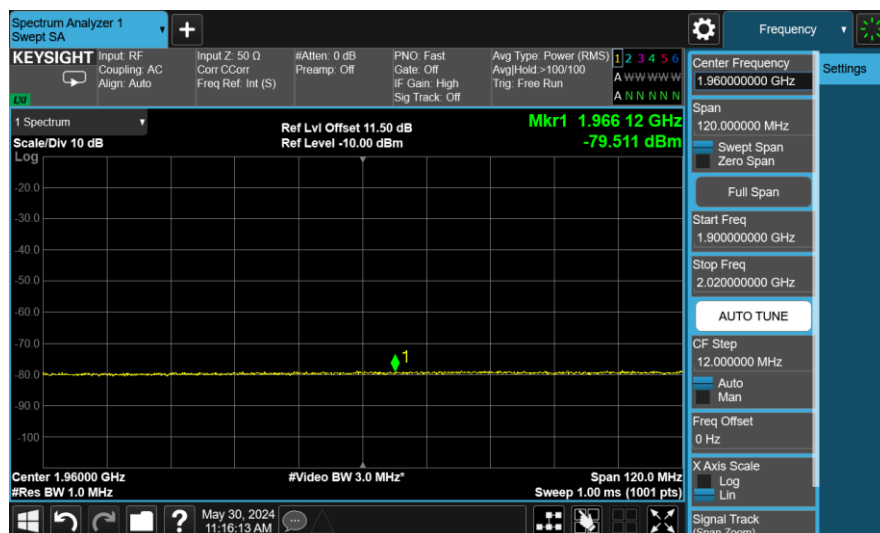 Spectrum Analyzer 1
Swept SA
Frequency
KEYSIGHT
LXI
Input: RF
Coupling: AC
Align: Auto
Input Z: 50 Ω
Corr CCorr
Freq Ref: Int (S)
#Atten: 0 dB
Preamp: Off
PNO: Fast
Gate: Off
IF Gain: High
Sig Track: Off
Avg Type: Power (RMS)
Avg|Hold:>100/100
Trig: Free Run
1 2 3 4 5 6
A W W W W W
A N N N N N
1 Spectrum
Scale/Div 10 dB
Log
Ref Lvl Offset 11.50 dB
Ref Level -10.00 dBm
Mkr1 1.966 12 GHz
-79.511 dBm
-20.0
-30.0
-40.0
-50.0
-60.0
-70.0
-80.0
-90.0
-100
1
Center 1.96000 GHz
#Res BW 1.0 MHz
#Video BW 3.0 MHz*
Span 120.0 MHz
Sweep 1.00 ms (1001 pts)
?
May 30, 2024
11:16:13 AM
Center Frequency
1.960000000 GHz
Span
120.000000 MHz
Swept Span
Zero Span
Full Span
Start Freq
1.900000000 GHz
Stop Freq
2.020000000 GHz
AUTO TUNE
CF Step
12.000000 MHz
Auto
Man
Freq Offset
0 Hz
X Axis Scale
Log
Lin
Signal Track
(Span Zoom)
Settings